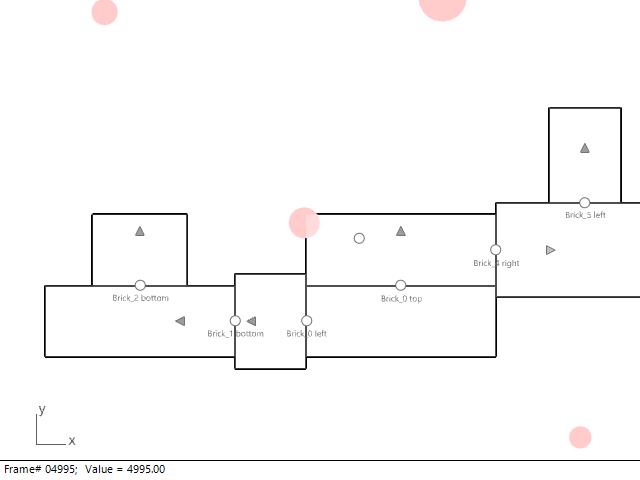 Brick_5 left
Brick_4 right
Brick_2 bottom
Brick_0 top
Brick_1 bottom
Brick_0 left
y
x
Frame# 04995; Value = 4995.00